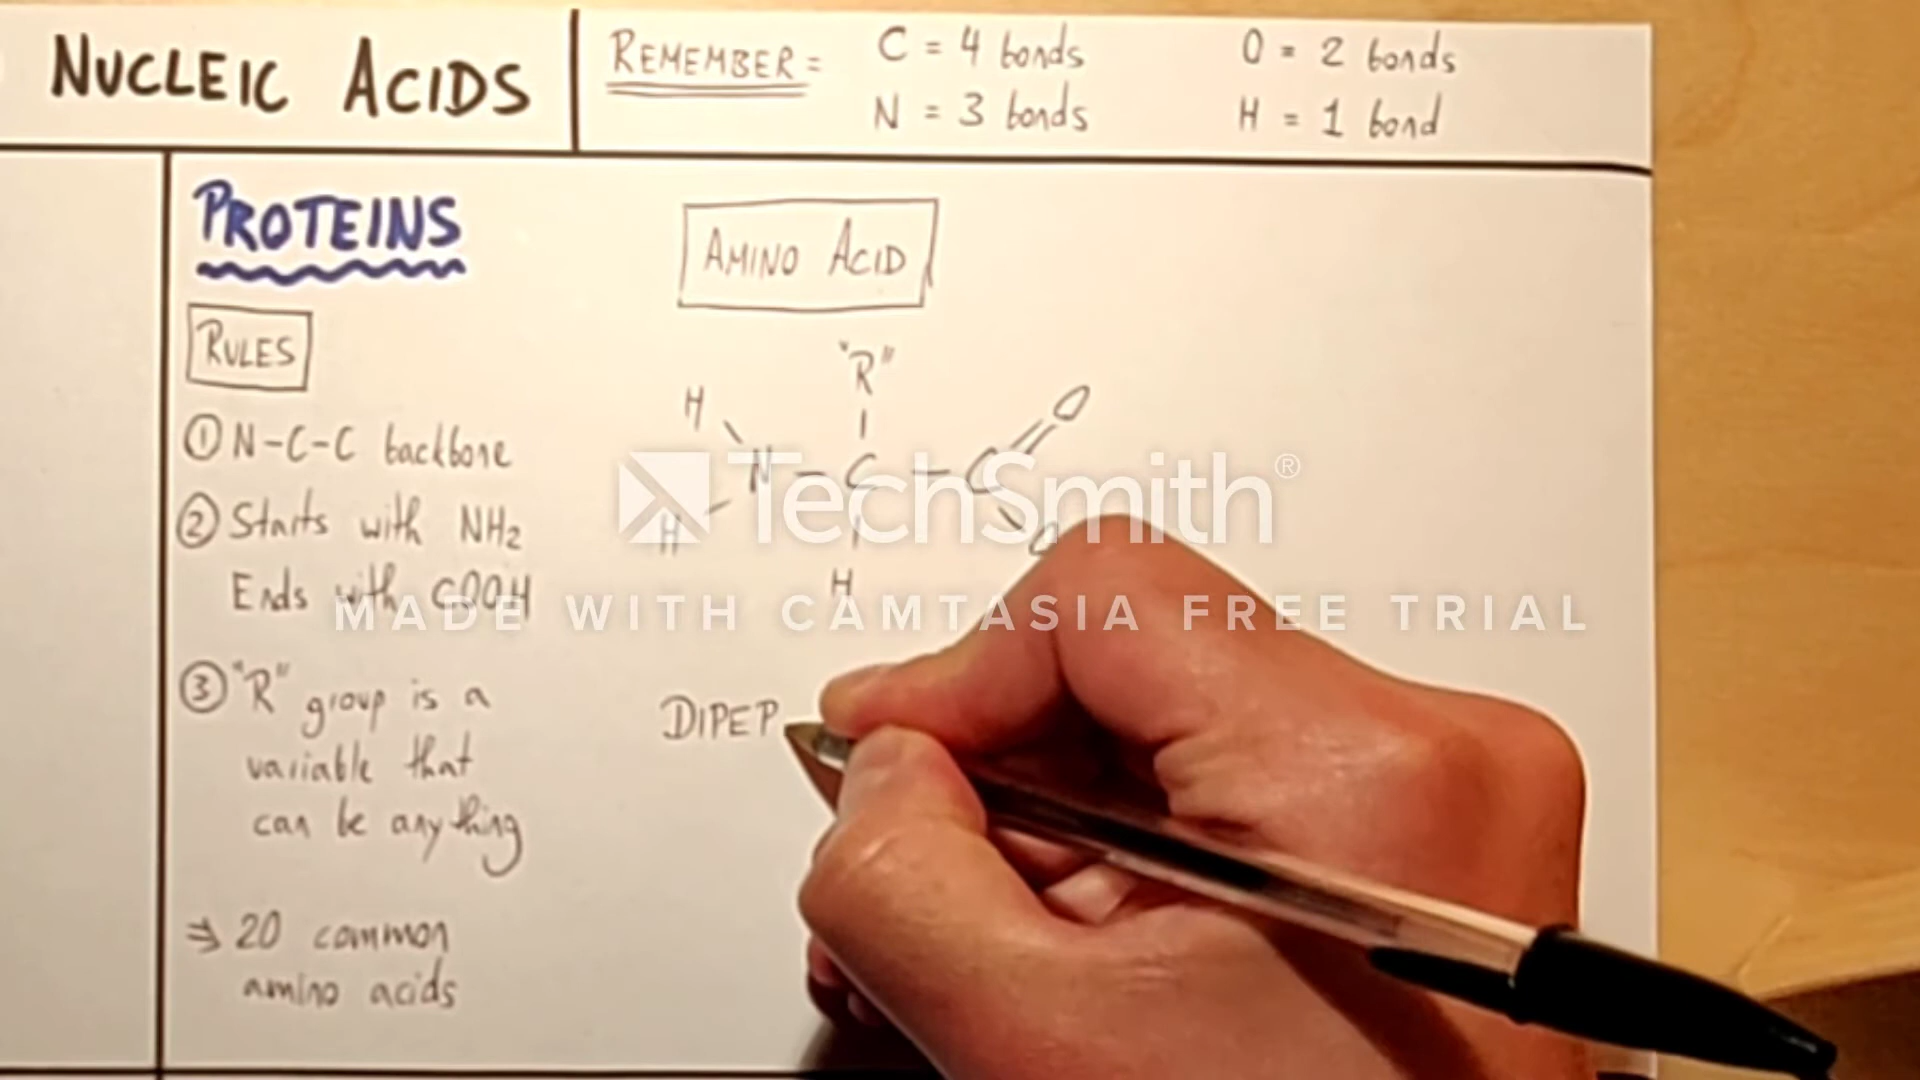 NUCLEIC ACIDS
REMEMBER =
C = 4 bonds
O = 2 bonds
N = 3 bonds
H = 1 bond
PROTEINS
AMINO ACID
RULES
① N-C-C backbone
② Starts with NH2
Ends with COOH
③ "R" group is a
variable that
can be anything
⇒ 20 common
amino acids
"R"
H
O
N - C - C
H
O
H
DIPEP
TechSmith®
MADE WITH CAMTASIA FREE TRIAL